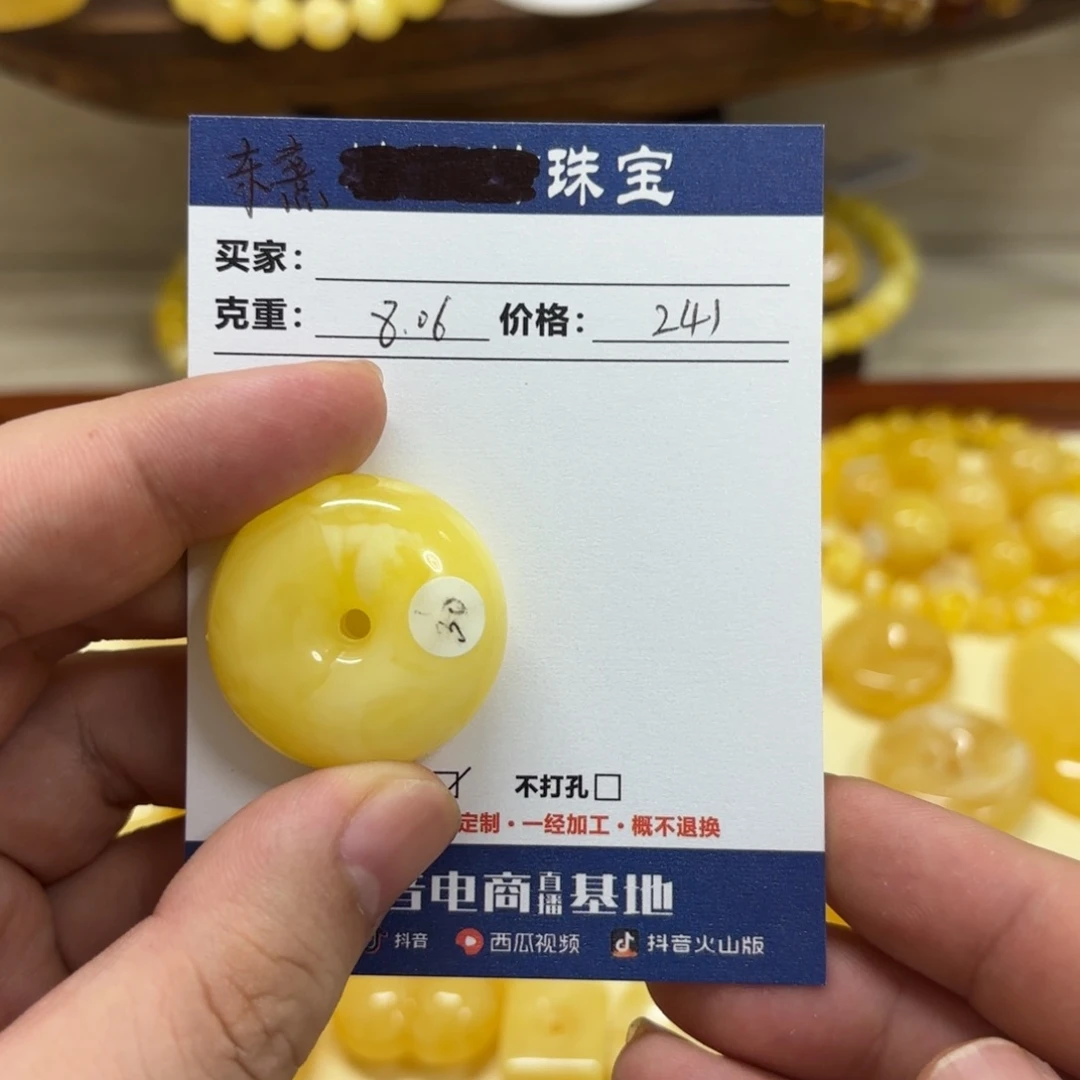 东熹 珠宝
买家：
克重： 8.06 价格： 241
30
不打孔
定制·一经加工·概不退换
音电商直播基地
抖音 西瓜视频 抖音火山版